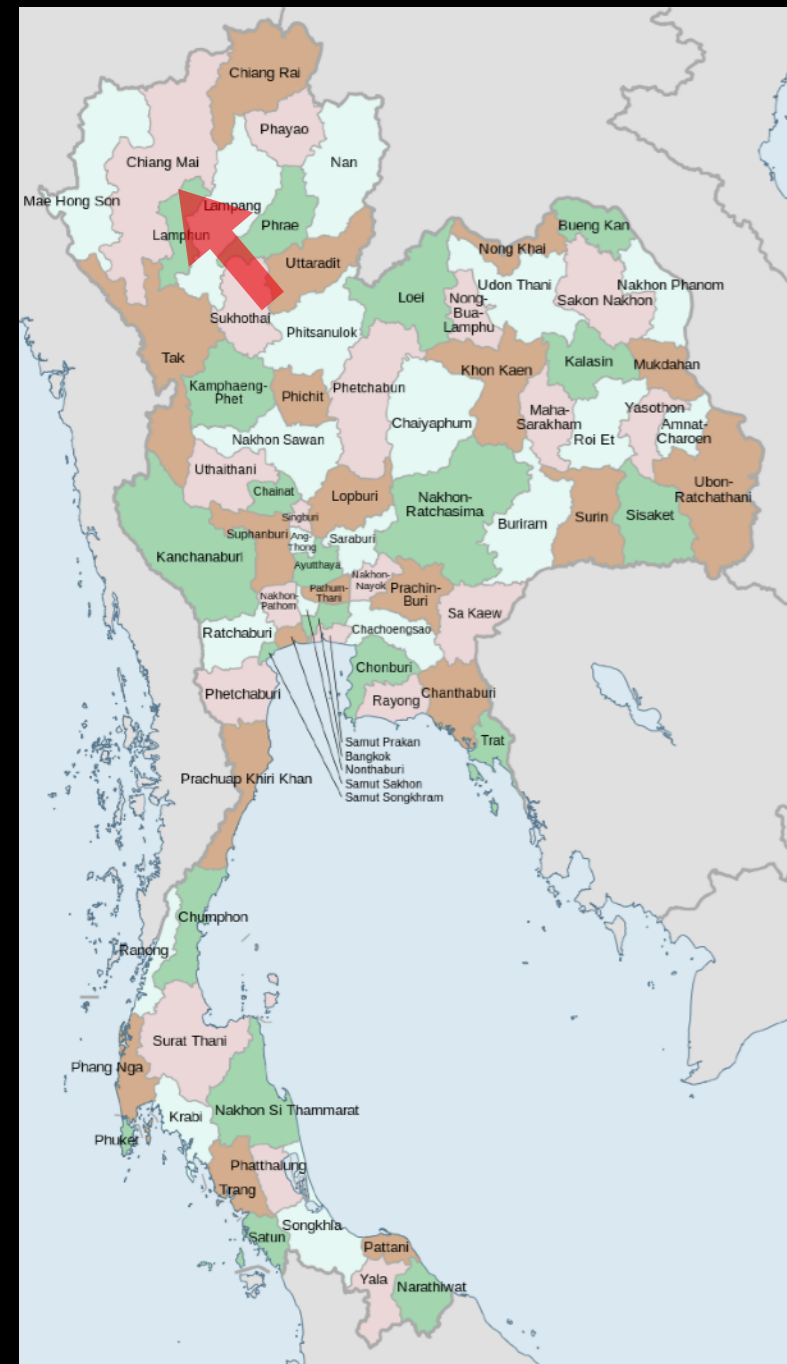 Chiang Rai
Phayao
Chiang Mai
Nan
Mae Hong Son
Lampang
Phrae
Lamphun
Bueng Kan
Nong Khai
Uttaradit
Udon Thani
Nakhon Phanom
Loei
Nong-
Bua-
Lamphu
Sakon Nakhon
Sukhothai
Phitsanulok
Tak
Khon Kaen
Kalasin
Mukdahan
Kamphaeng-
Phet
Phichit
Phetchabun
Chaiyaphum
Maha-
Sarakham
Roi Et
Yasothon
Amnat-
Charoen
Nakhon Sawan
Uthaithani
Chainat
Lopburi
Nakhon-
Ratchasima
Ubon-
Ratchathani
Singburi
Buriram
Surin
Sisaket
Suphanburi
Ang-
Thong
Saraburi
Kanchanaburi
Ayutthaya
Nakhon-
Nayok
Prachin-
Buri
Pathum-
Thani
Nakhon-
Pathom
Sa Kaew
Ratchaburi
Chachoengsao
Chonburi
Phetchaburi
Rayong
Chanthaburi
Trat
Samut Prakan
Bangkok
Nonthaburi
Samut Sakhon
Samut Songkhram
Prachuap Khiri Khan
Chumphon
Ranong
Surat Thani
Phang Nga
Krabi
Nakhon Si Thammarat
Phuket
Phatthalung
Trang
Songkhla
Satun
Pattani
Yala
Narathiwat